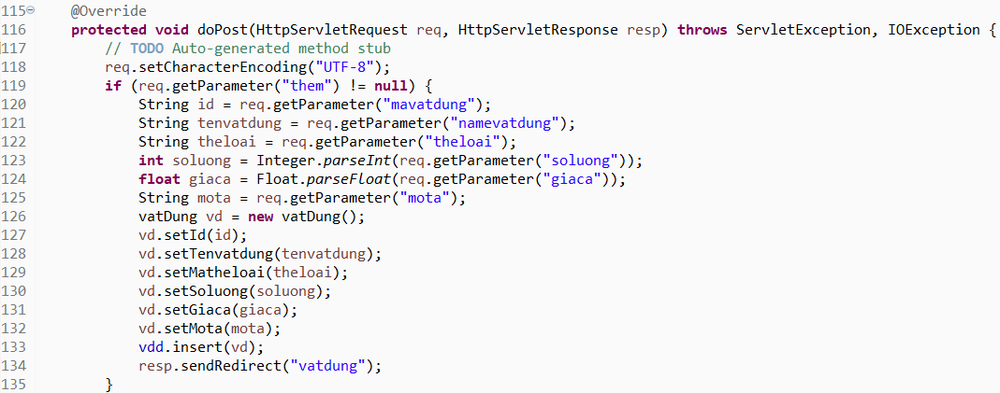 115 @Override
116 protected void doPost(HttpServletRequest req, HttpServletResponse resp) throws ServletException, IOException {
117 // TODO Auto-generated method stub
118 req.setCharacterEncoding("UTF-8");
119 if (req.getParameter("them") != null) {
120 String id = req.getParameter("mavatdung");
121 String tenvatdung = req.getParameter("namevatdung");
122 String theloai = req.getParameter("theloai");
123 int soluong = Integer.parseInt(req.getParameter("soluong"));
124 float giaca = Float.parseFloat(req.getParameter("giaca"));
125 String mota = req.getParameter("mota");
126 vatDung vd = new vatDung();
127 vd.setId(id);
128 vd.setTenvatdung(tenvatdung);
129 vd.setMatheloai(theloai);
130 vd.setSoluong(soluong);
131 vd.setGiaca(giaca);
132 vd.setMota(mota);
133 vdd.insert(vd);
134 resp.sendRedirect("vatdung");
135 }